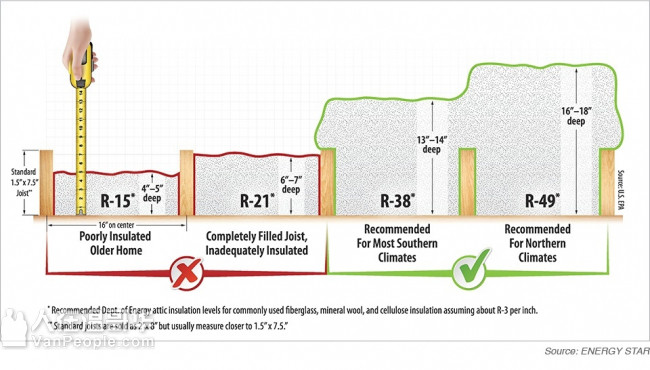 Standard
1.5"x 7.5"
Joist**
R-15*
4"–5"
deep
R-21*
6"–7"
deep
R-38*
13"–14"
deep
R-49*
16"–18"
deep
Source: U.S. EPA
16" on center
Poorly Insulated
Older Home
Completely Filled Joist,
Inadequately Insulated
Recommended
For Most Southern
Climates
Recommended
For Northern
Climates
* Recommended Dept. of Energy attic insulation levels for commonly used fiberglass, mineral wool, and cellulose insulation assuming about R-3 per inch.
** Standard joists are sold as 2"x 8" but usually measure closer to 1.5"x 7.5."
VanPeople.com
Source: ENERGY STAR